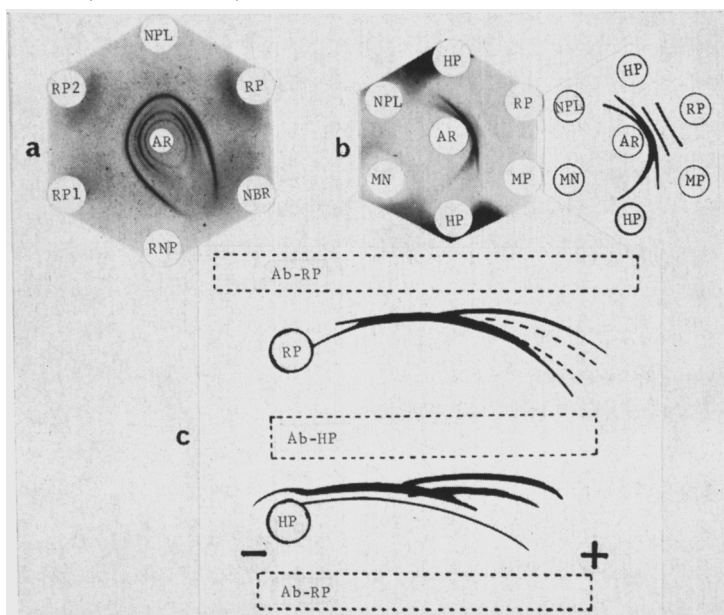 NPL
RP2
RP
AR
a
RP1
NBR
RNP
HP
NPL
RP
AR
b
MN
MP
HP
HP
NPL
RP
AR
MN
MP
HP
Ab-RP
RP
c
Ab-HP
HP
- +
Ab-RP